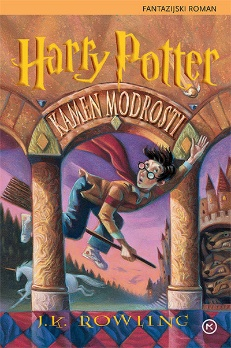 FANTAZIJSKI ROMAN
Harry Potter
KAMEN MODROSTI
J.K. ROWLING